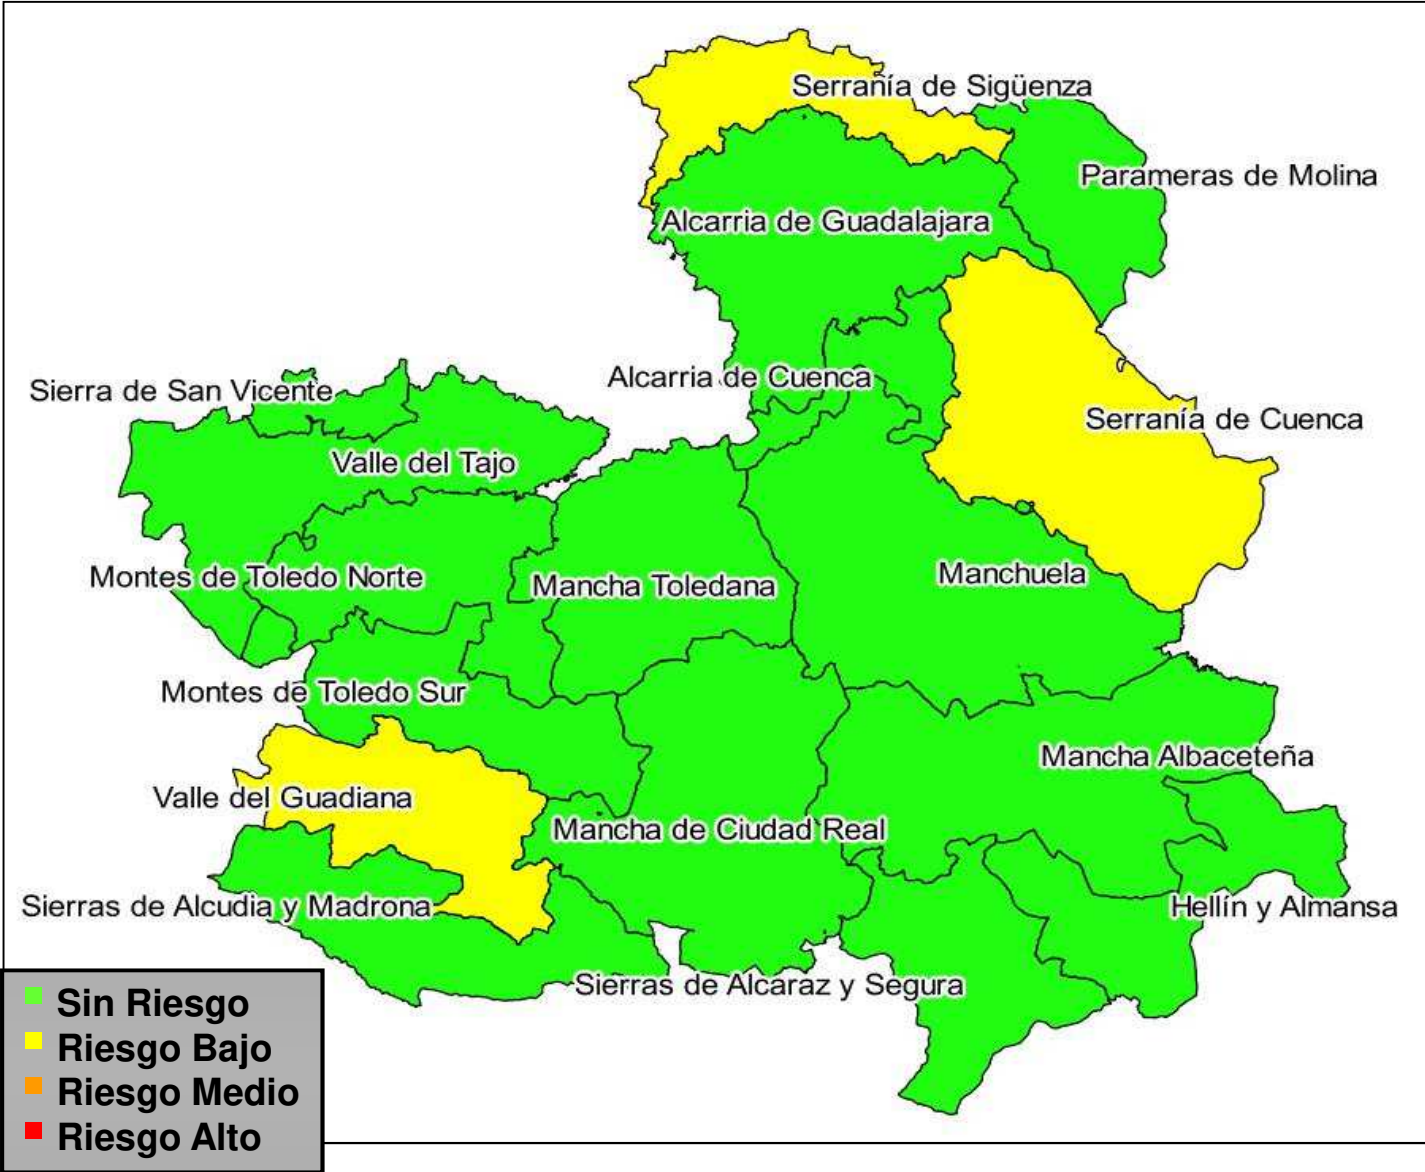 Serranía de Sigüenza
Parameras de Molina
Alcarria de Guadalajara
Alcarria de Cuenca
Sierra de San Vicente
Serranía de Cuenca
Valle del Tajo
Montes de Toledo Norte
Mancha Toledana
Manchuela
Montes de Toledo Sur
Mancha Albaceteña
Valle del Guadiana
Mancha de Ciudad Real
Sierras de Alcudia y Madrona
Hellín y Almansa
Sierras de Alcaraz y Segura
Sin Riesgo
Riesgo Bajo
Riesgo Medio
Riesgo Alto